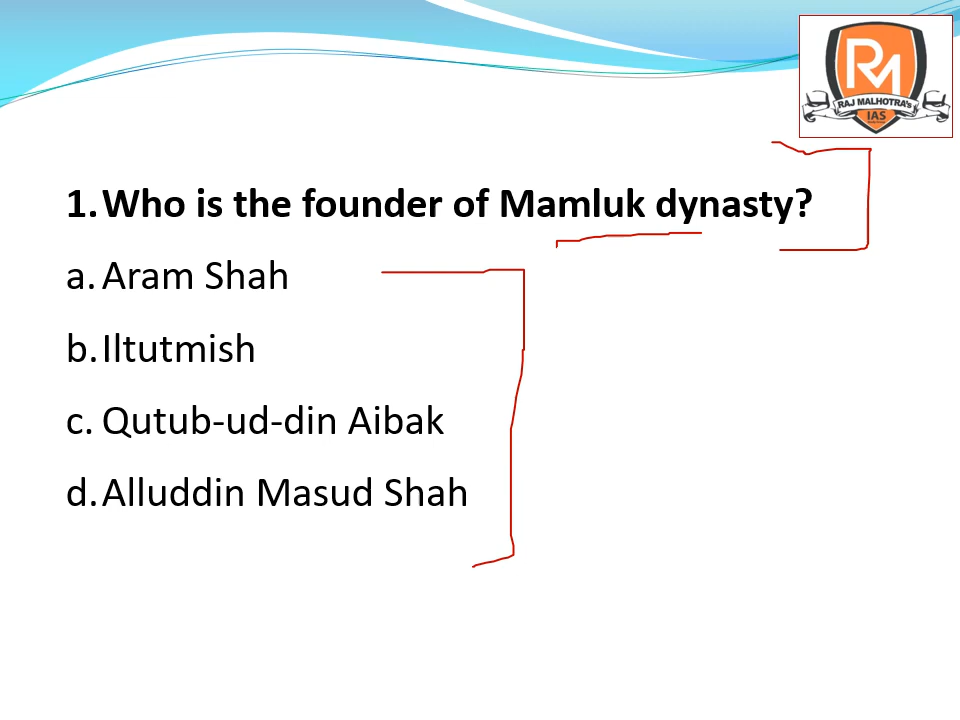 RM
RAJ MALHOTRA's
IAS
1.Who is the founder of Mamluk dynasty?
a.Aram Shah
b.Iltutmish
c. Qutub-ud-din Aibak
d.Alluddin Masud Shah